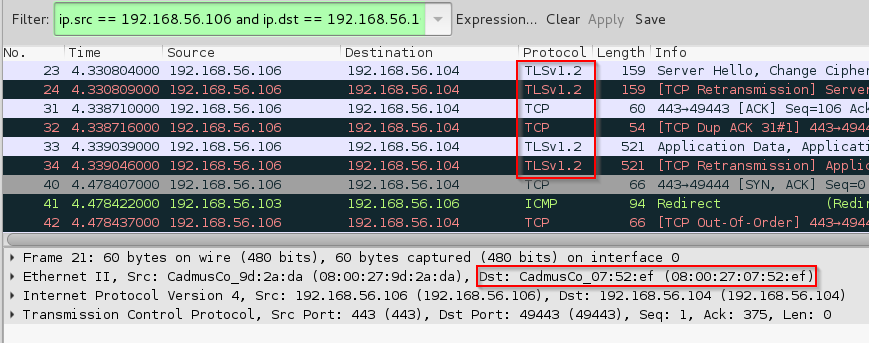 Filter: ip.src == 192.168.56.106 and ip.dst == 192.168.56.1 Expression... Clear Apply Save
No. Time Source Destination Protocol Length Info
23 4.330804000 192.168.56.106 192.168.56.104 TLSv1.2 159 Server Hello, Change Cipher
24 4.330809000 192.168.56.106 192.168.56.104 TLSv1.2 159 [TCP Retransmission] Server
31 4.338710000 192.168.56.106 192.168.56.104 TCP 60 443→49443 [ACK] Seq=106 Ack
32 4.338716000 192.168.56.106 192.168.56.104 TCP 54 [TCP Dup ACK 31#1] 443→4944
33 4.339039000 192.168.56.106 192.168.56.104 TLSv1.2 521 Application Data, Applicati
34 4.339046000 192.168.56.106 192.168.56.104 TLSv1.2 521 [TCP Retransmission] Applic
40 4.478407000 192.168.56.106 192.168.56.104 TCP 66 443→49444 [SYN, ACK] Seq=0
41 4.478422000 192.168.56.103 192.168.56.106 ICMP 94 Redirect (Redi
42 4.478437000 192.168.56.106 192.168.56.104 TCP 66 [TCP Out-Of-Order] 443→494
Frame 21: 60 bytes on wire (480 bits), 60 bytes captured (480 bits) on interface 0
Ethernet II, Src: CadmusCo_9d:2a:da (08:00:27:9d:2a:da), Dst: CadmusCo_07:52:ef (08:00:27:07:52:ef)
Internet Protocol Version 4, Src: 192.168.56.106 (192.168.56.106), Dst: 192.168.56.104 (192.168.56.104)
Transmission Control Protocol, Src Port: 443 (443), Dst Port: 49443 (49443), Seq: 1, Ack: 375, Len: 0